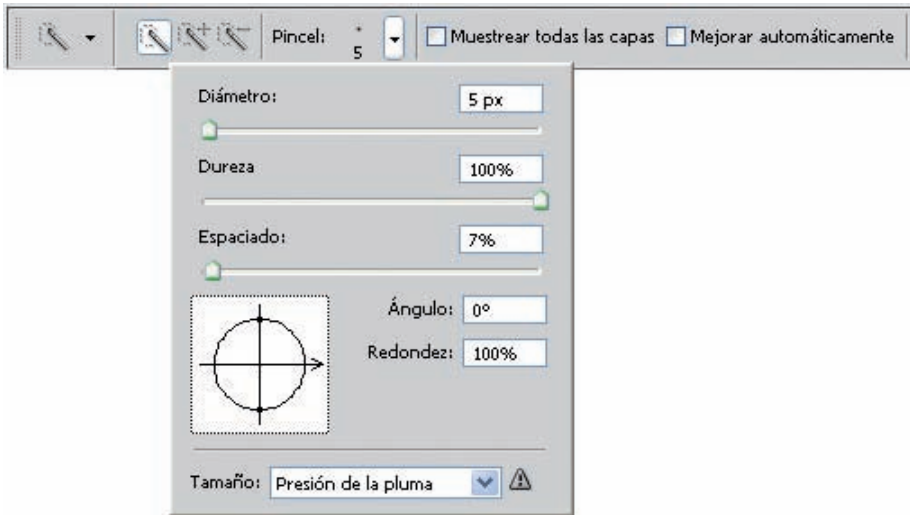 Pincel: 5 Muestrear todas las capas Mejorar automáticamente
Diámetro: 5 px
Dureza 100%
Espaciado: 7%
Ángulo: 0º
Redondez: 100%
Tamaño: Presión de la pluma